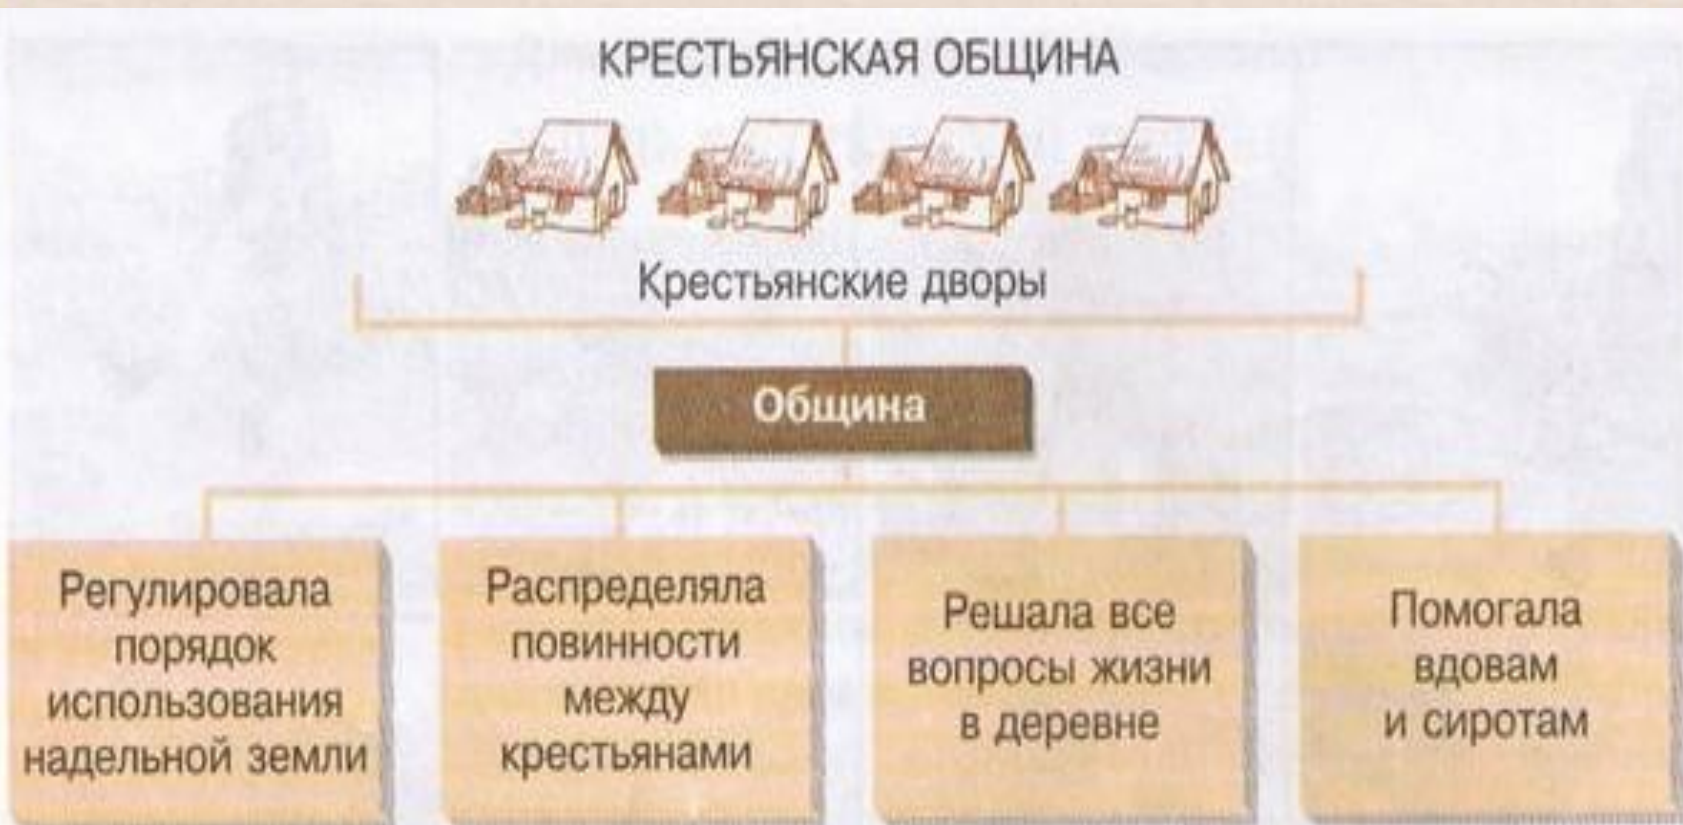 КРЕСТЬЯНСКАЯ ОБЩИНА
Крестьянские дворы
Община
Регулировала
порядок
использования
надельной земли
Распределяла
повинности
между
крестьянами
Решала все
вопросы жизни
в деревне
Помогала
вдовам
и сиротам